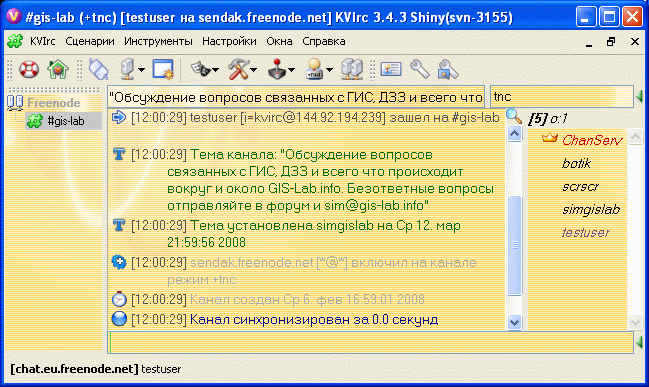 #gis-lab (+tnc) [testuser на sendak.freenode.net] KVIrc 3.4.3 Shiny(svn-3155)
KVIrc Сценарии Инструменты Настройки Окна Справка
Freenode
#gis-lab
"Обсуждение вопросов связанных с ГИС, ДЗЗ и всего что
tnc
[12:00:29] testuser [i=kvirc@144.92.194.239] зашел на #gis-lab
[12:00:29] Тема канала: "Обсуждение вопросов
связанных с ГИС, ДЗЗ и всего что происходит
вокруг и около GIS-Lab.info. Безответные вопросы
отправляйте в форум и sim@gis-lab.info"
[12:00:29] Тема установлена simgislab на Ср 12. мар
21:59:56 2008
[12:00:29] sendak.freenode.net [*@*] включил на канале
режим +tnc
[12:00:29] Канал создан Ср 6. фев 16:59:01 2008
[12:00:29] Канал синхронизирован за 0.0 секунд
[5] o:1
ChanServ
botik
scrscr
simgislab
testuser
[chat.eu.freenode.net] testuser